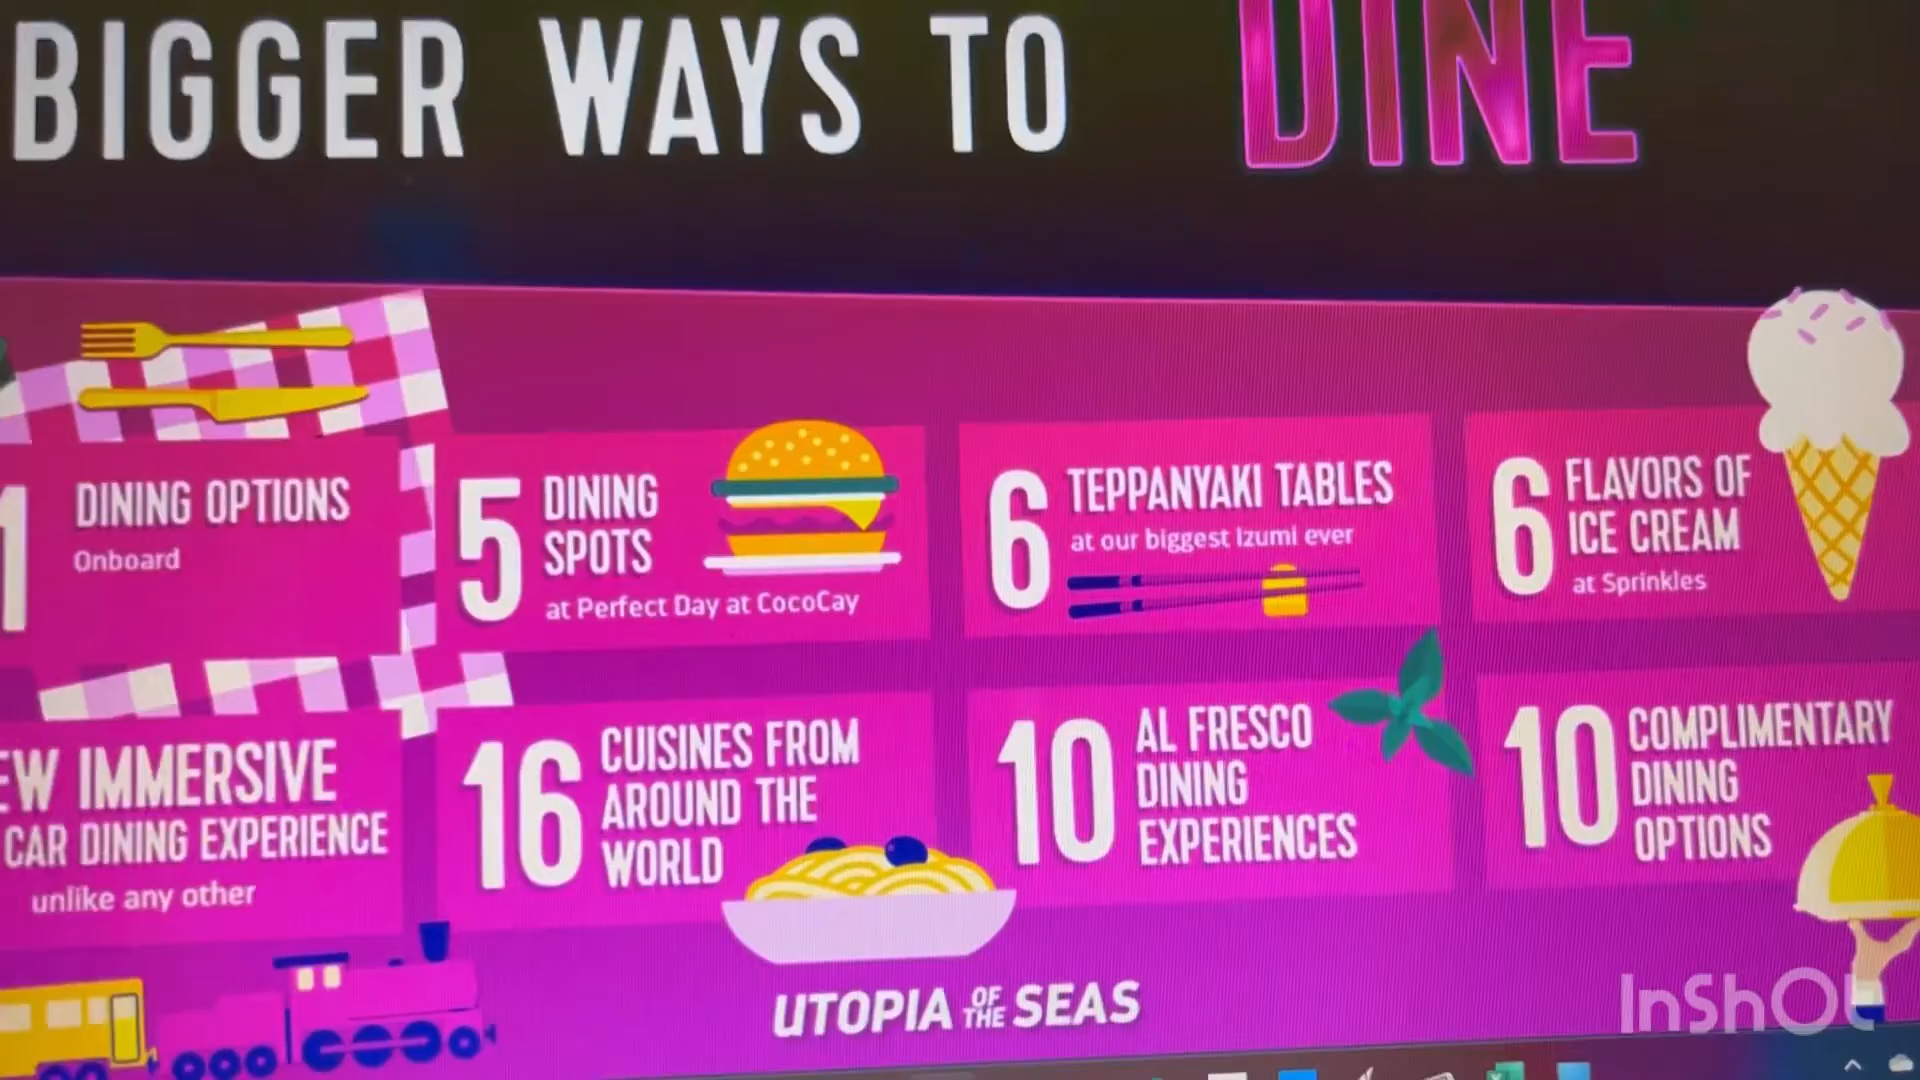 BIGGER WAYS TO DINE
1 DINING OPTIONS
Onboard
5 DINING
SPOTS
at Perfect Day at CocoCay
6 TEPPANYAKI TABLES
at our biggest Izumi ever
6 FLAVORS OF
ICE CREAM
at Sprinkles
IMMERSIVE
CAR DINING EXPERIENCE
unlike any other
16 CUISINES FROM
AROUND THE
WORLD
10 AL FRESCO
DINING
EXPERIENCES
10 COMPLIMENTARY
DINING
OPTIONS
UTOPIA OF THE SEAS
InShOt